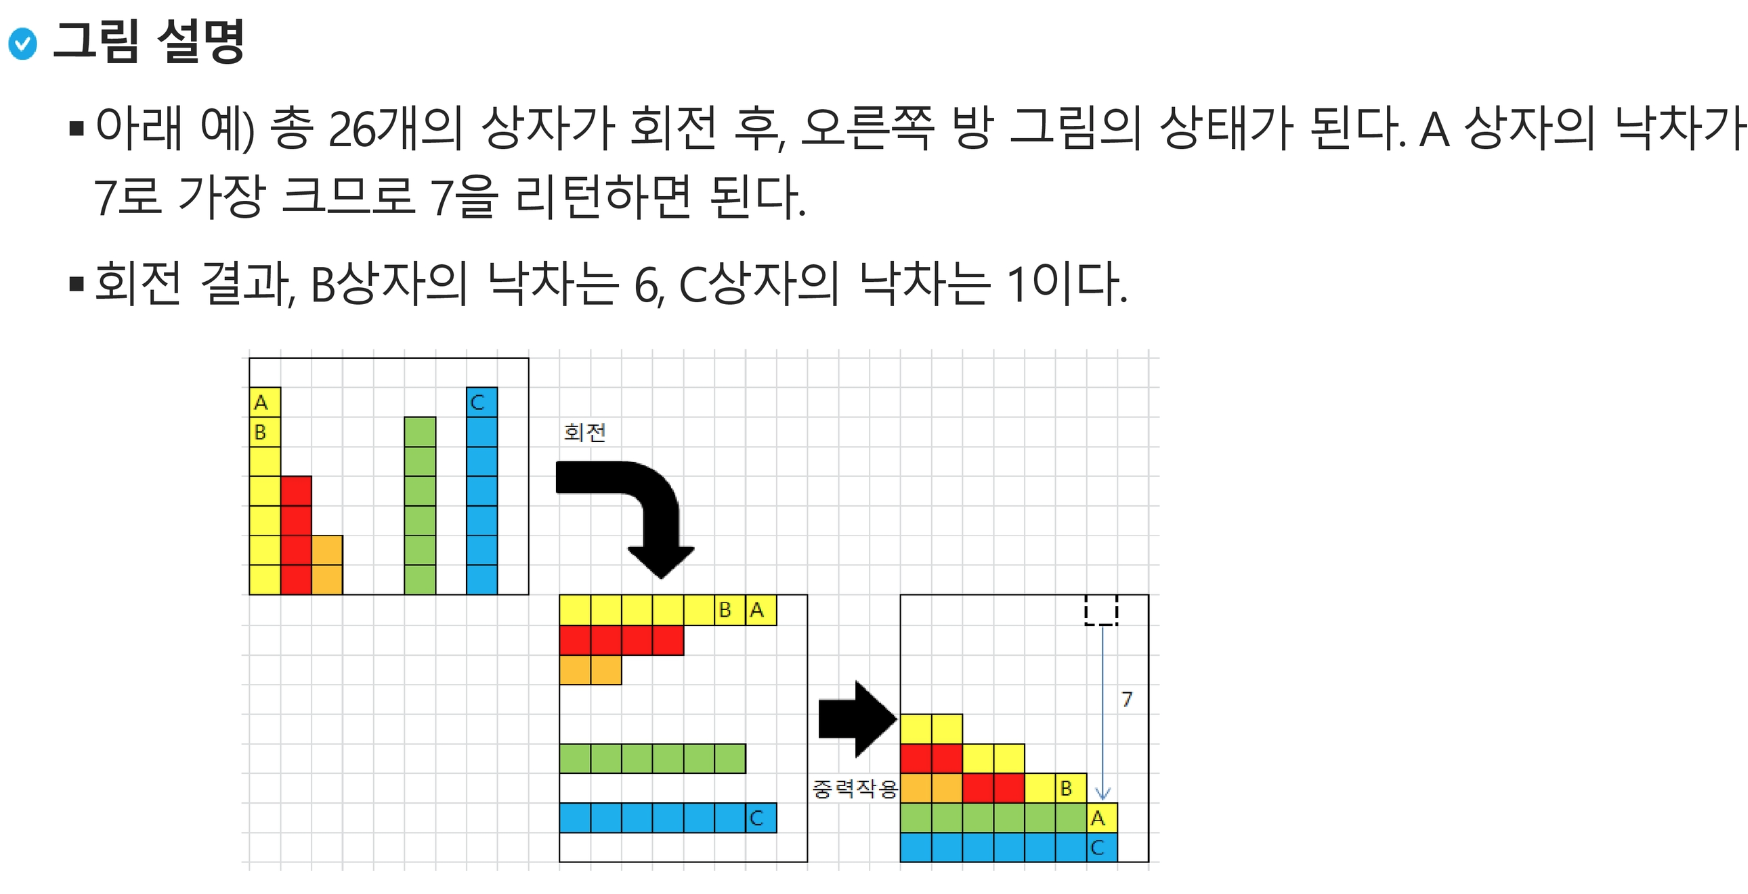 그림 설명
아래 예) 총 26개의 상자가 회전 후, 오른쪽 방 그림의 상태가 된다. A 상자의 낙차가
7로 가장 크므로 7을 리턴하면 된다.
회전 결과, B상자의 낙차는 6, C상자의 낙차는 1이다.
A
C
B
회전
B A
C
7
중력작용
B
A
C